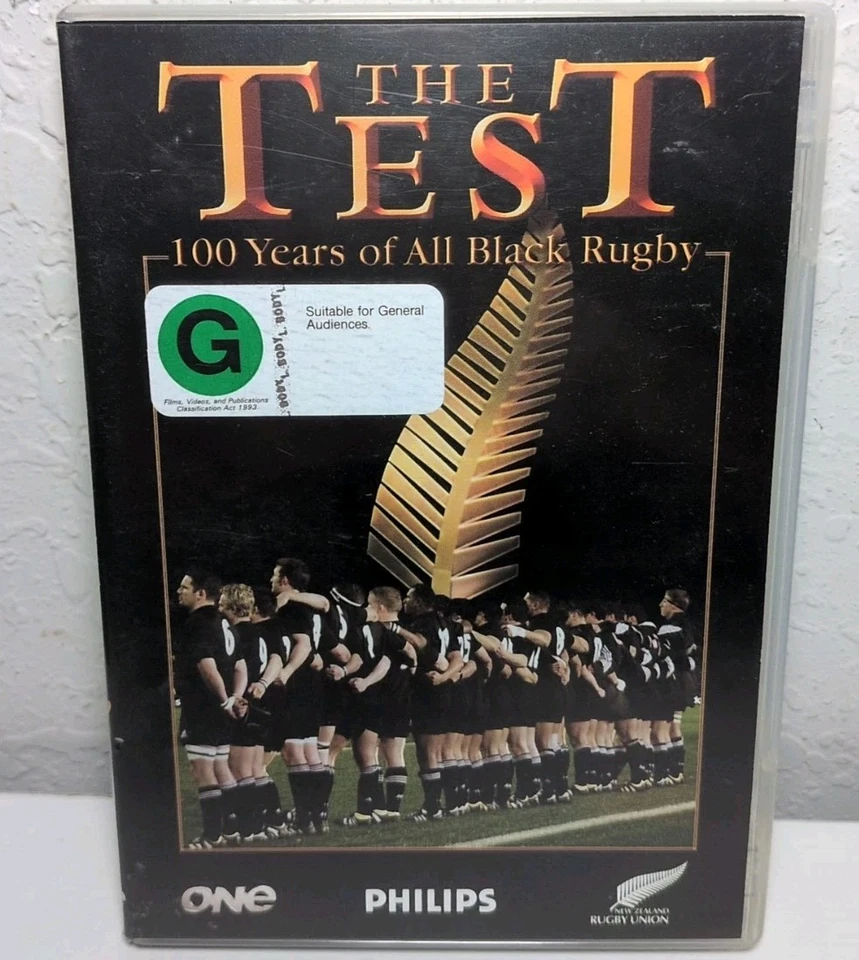 THE
TEST
100 Years of All Black Rugby
G
Suitable for General
Audiences.
Films, Videos, and Publications
Classification Act 1993
6
ONE
PHILIPS
NEW ZEALAND
RUGBY UNION